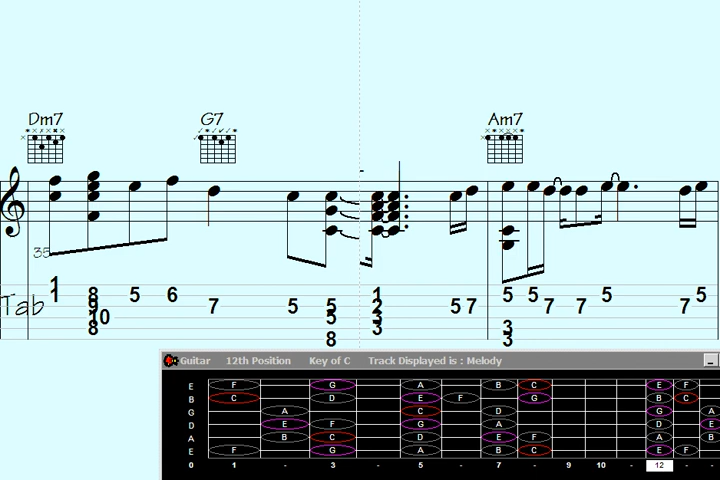 Dm7 G7 Am7
35
Tab
1 8 5 6 7 5 5 1 5 7 5 5 7 7 5 7 5
1 9 5 2 3
10 8 3 3
8 3
Guitar 12th Position Key of C Track Displayed is : Melody
E F G A B C E F
B C D E F G B C
G A C D G A
D E F G A D E
A B C D E F A B
E F G A B C E F
0 1 - 3 - 5 - 7 - 9 10 - 12 - -